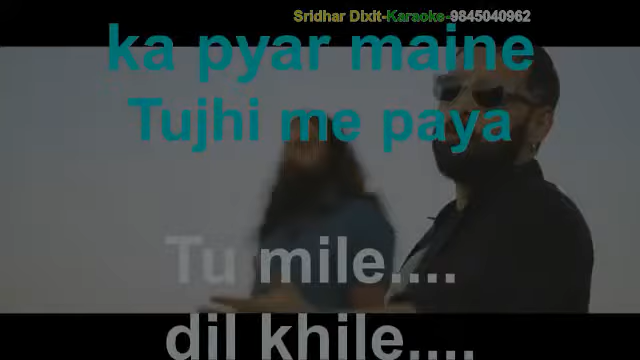 Sridhar Dixit-Karaoke-9845040962
ka pyar maine
Tujhi me paya
Tu mile....
dil khile....